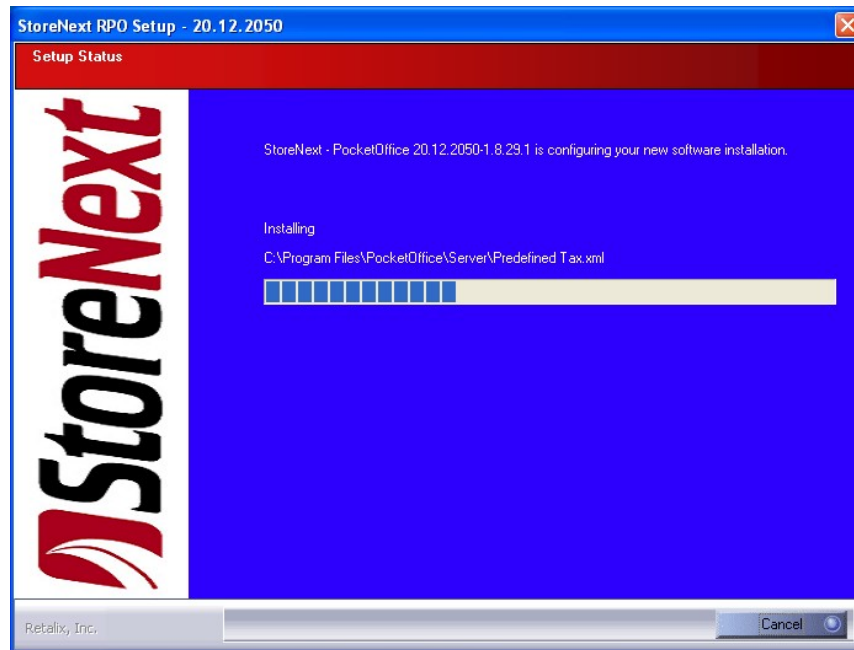 StoreNext RPO Setup - 20.12.2050
Setup Status
StoreNext
StoreNext - PocketOffice 20.12.2050-1.8.29.1 is configuring your new software installation.
Installing
C:\Program Files\PocketOffice\Server\Predefined Tax.xml
Retalix, Inc.
Cancel